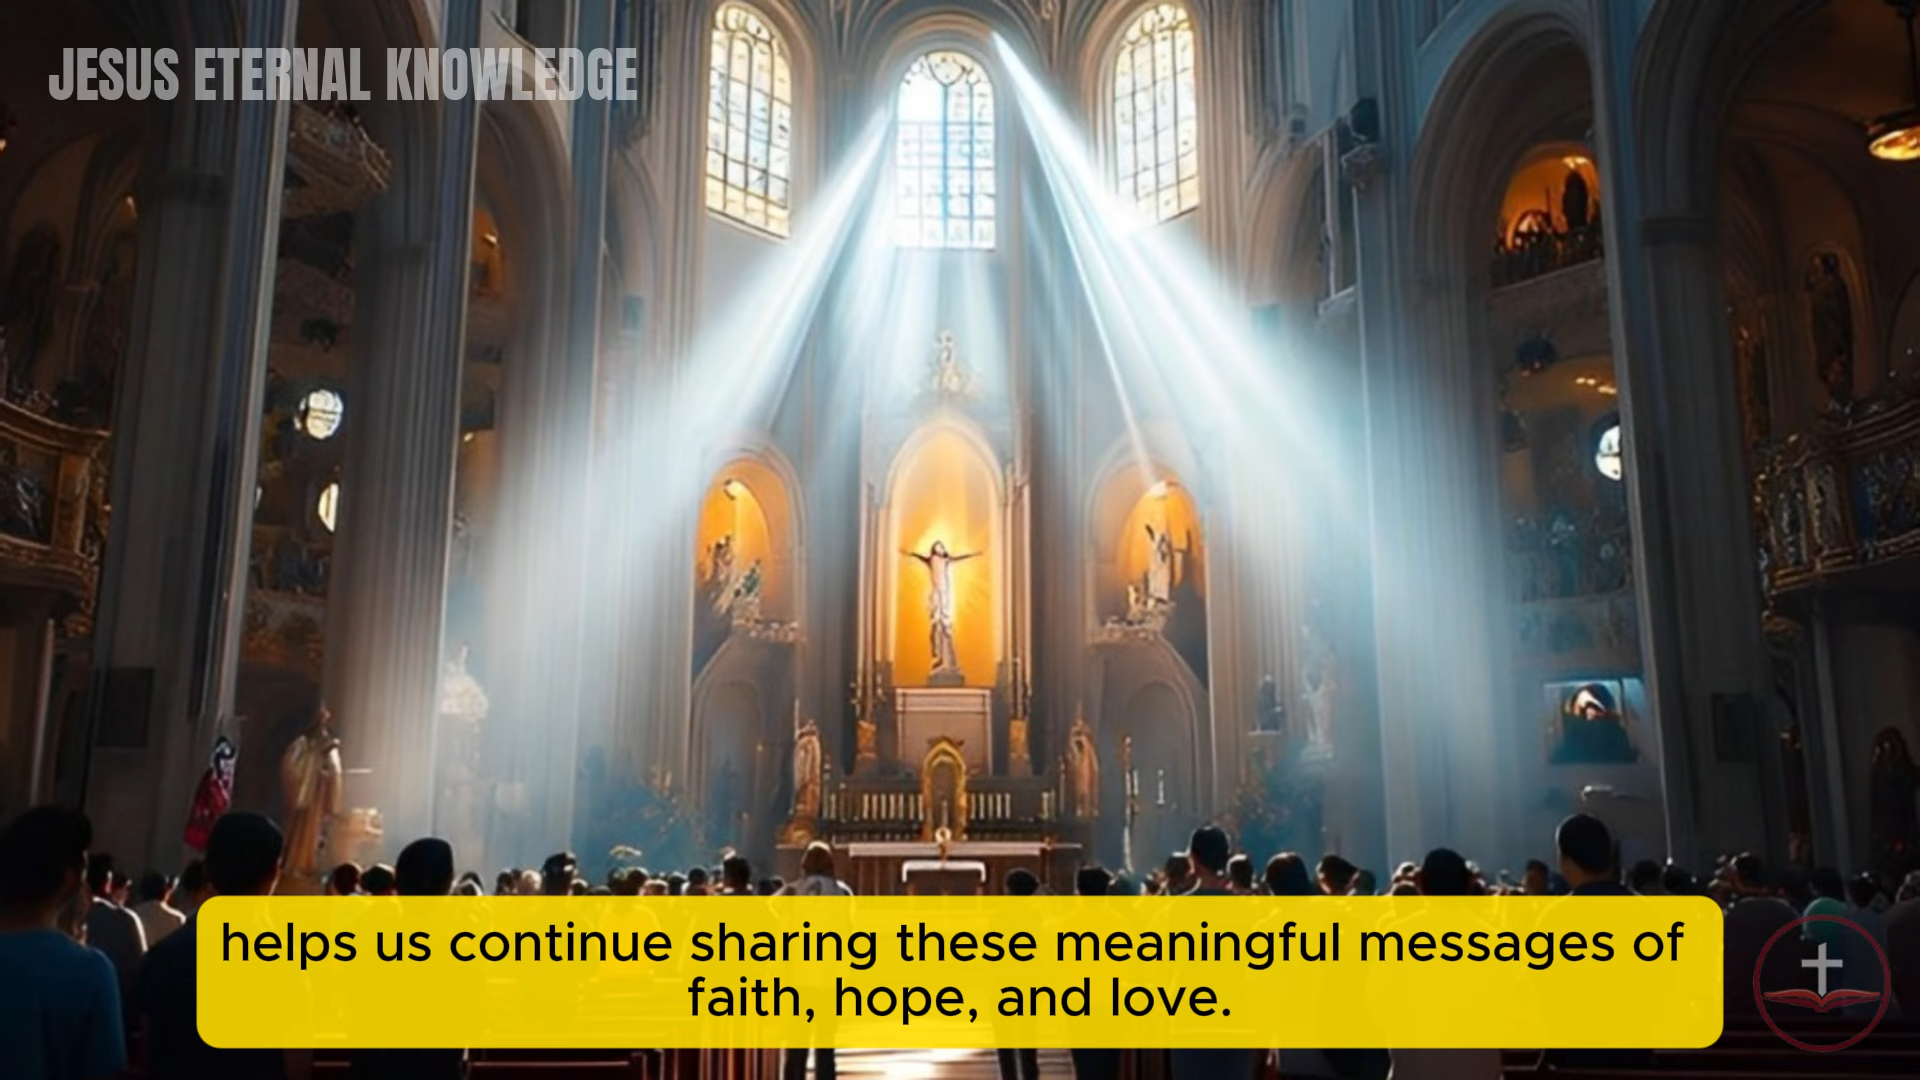 JESUS ETERNAL KNOWLEDGE
helps us continue sharing these meaningful messages of
faith, hope, and love.